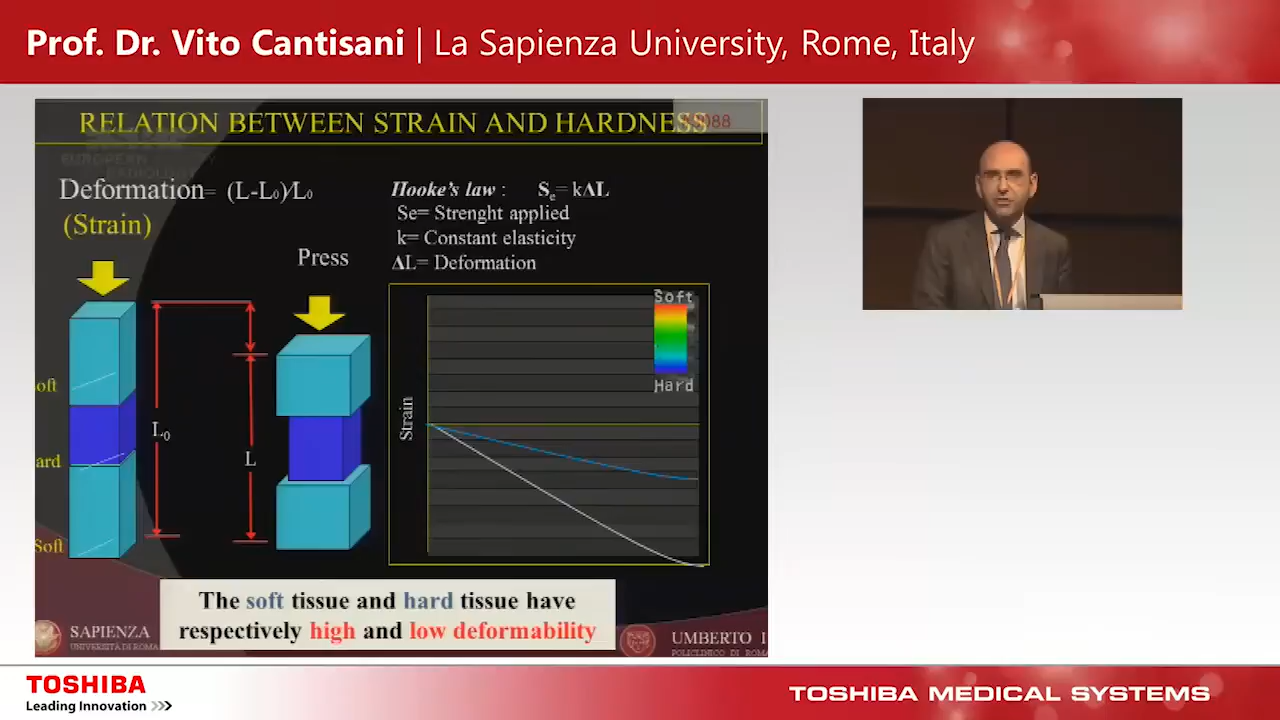 Prof. Dr. Vito Cantisani | La Sapienza University, Rome, Italy
RELATION BETWEEN STRAIN AND HARDNESS
Deformation= (L-L₀)/L₀
(Strain)
Hooke's law : Se= kΔL
Se= Strenght applied
k= Constant elasticity
ΔL= Deformation
Press
Soft
Hard
Strain
oft
ard
Soft
L₀
L
The soft tissue and hard tissue have
respectively high and low deformability
SAPIENZA
UNIVERSITÀ DI ROMA
UMBERTO I
POLICLINICO DI ROMA
TOSHIBA
Leading Innovation >>>
TOSHIBA MEDICAL SYSTEMS